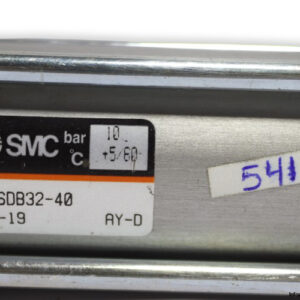 SMC bar 10
°C +5/60
SDB32-40
-19 AY-D
541